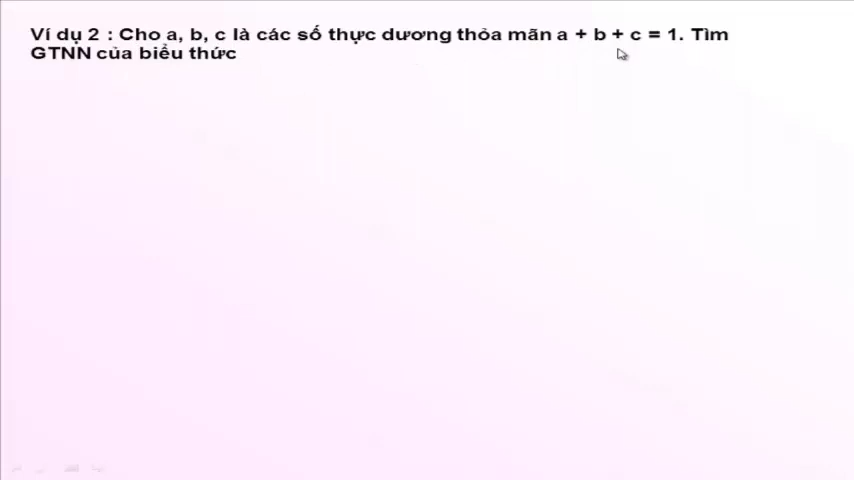 Ví dụ 2 : Cho a, b, c là các số thực dương thỏa mãn a + b + c = 1. Tìm
GTNN của biểu thức